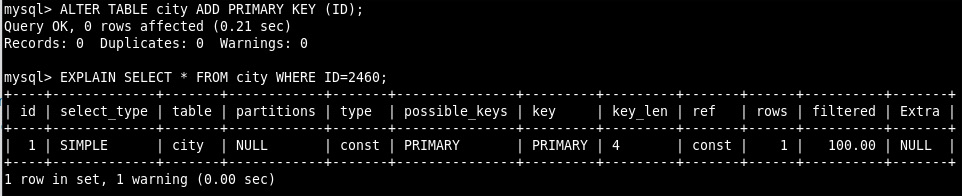 mysql> ALTER TABLE city ADD PRIMARY KEY (ID);
Query OK, 0 rows affected (0.21 sec)
Records: 0  Duplicates: 0  Warnings: 0

mysql> EXPLAIN SELECT * FROM city WHERE ID=2460;
+----+-------------+-------+------------+-------+---------------+---------+---------+-------+------+----------+-------+
| id | select_type | table | partitions | type  | possible_keys | key     | key_len | ref   | rows | filtered | Extra |
+----+-------------+-------+------------+-------+---------------+---------+---------+-------+------+----------+-------+
|  1 | SIMPLE      | city  | NULL       | const | PRIMARY       | PRIMARY | 4       | const |    1 |   100.00 | NULL  |
+----+-------------+-------+------------+-------+---------------+---------+---------+-------+------+----------+-------+
1 row in set, 1 warning (0.00 sec)